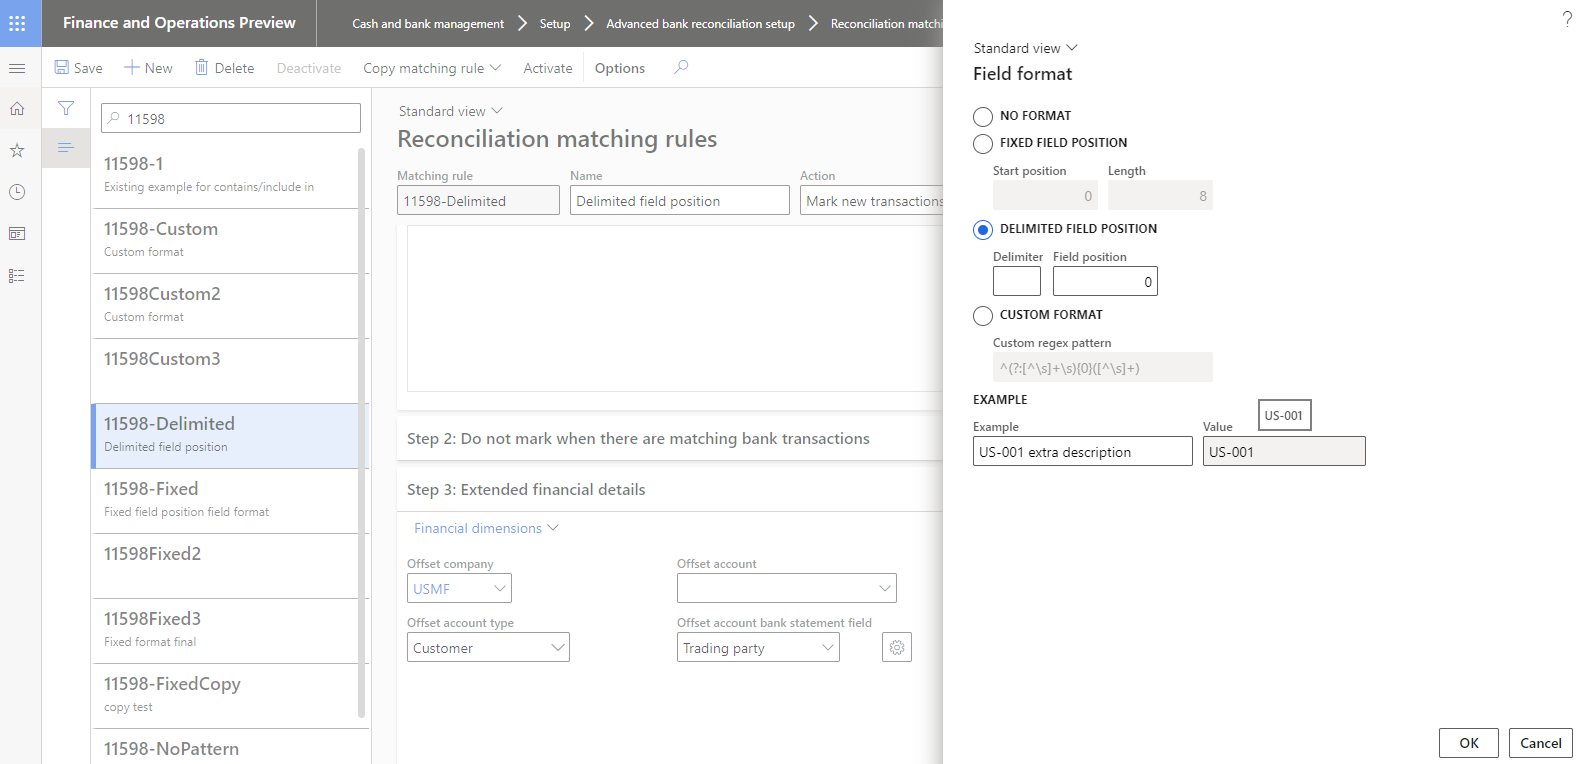 Finance and Operations Preview
Cash and bank management
Setup
Advanced bank reconciliation setup
Reconciliation matchi
?
Save
New
Delete
Deactivate
Copy matching rule
Activate
Options
11598
11598-1
Existing example for contains/include in
11598-Custom
Custom format
11598Custom2
Custom format
11598Custom3
11598-Delimited
Delimited field position
11598-Fixed
Fixed field position field format
11598Fixed2
11598Fixed3
Fixed format final
11598-FixedCopy
copy test
11598-NoPattern
Standard view
Reconciliation matching rules
Matching rule
Name
Action
11598-Delimited
Delimited field position
Mark new transactions
Step 2: Do not mark when there are matching bank transactions
Step 3: Extended financial details
Financial dimensions
Offset company
Offset account
USMF
Offset account type
Offset account bank statement field
Customer
Trading party
Standard view
Field format
NO FORMAT
FIXED FIELD POSITION
Start position
Length
0
8
DELIMITED FIELD POSITION
Delimiter
Field position
0
CUSTOM FORMAT
Custom regex pattern
^(?:[^\s]+\s){0}([^\s]+)
EXAMPLE
US-001
Example
Value
US-001 extra description
US-001
OK
Cancel